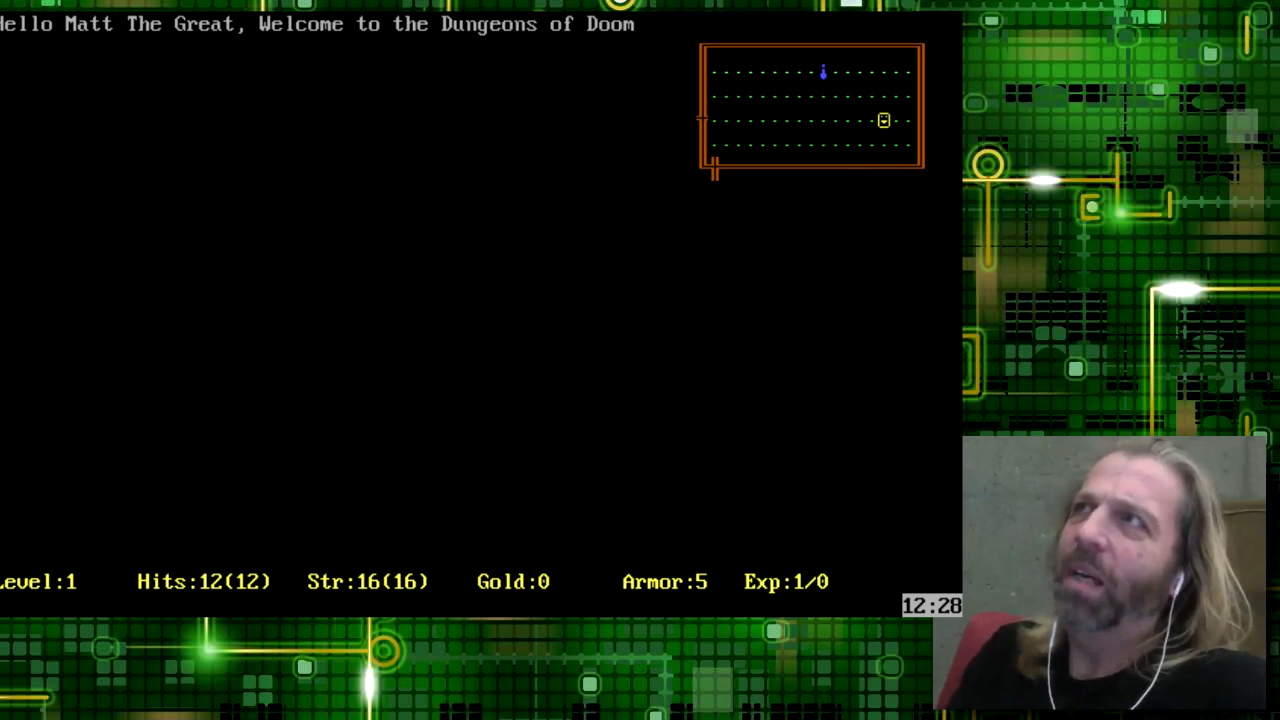 ello Matt The Great, Welcome to the Dungeons of Doom
evel:1 Hits:12(12) Str:16(16) Gold:0 Armor:5 Exp:1/0
12:28